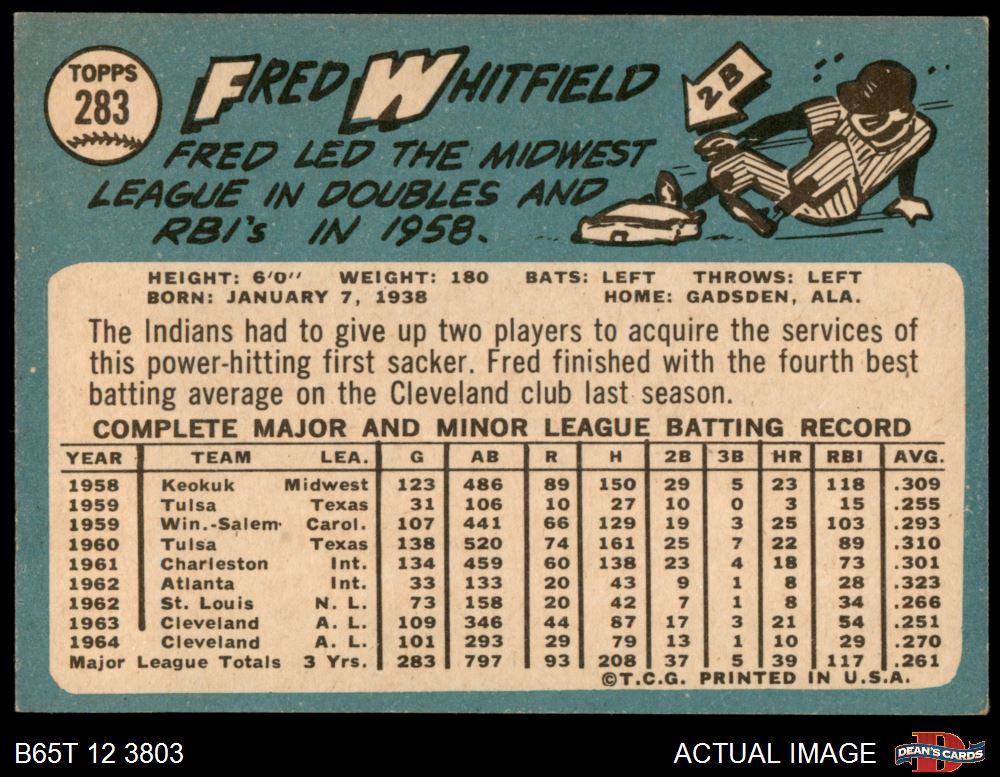 TOPPS
283
FRED WHITFIELD
2B
FRED LED THE MIDWEST
LEAGUE IN DOUBLES AND
RBI's IN 1958.
HEIGHT: 6'0" WEIGHT: 180 BATS: LEFT THROWS: LEFT
BORN: JANUARY 7, 1938 HOME: GADSDEN, ALA.
The Indians had to give up two players to acquire the services of
this power-hitting first sacker. Fred finished with the fourth best
batting average on the Cleveland club last season.
COMPLETE MAJOR AND MINOR LEAGUE BATTING RECORD
YEAR TEAM LEA. G AB R H 2B 3B HR RBI AVG.
1958 Keokuk Midwest 123 486 89 150 29 5 23 118 .309
1959 Tulsa Texas 31 106 10 27 10 0 3 15 .255
1959 Win.-Salem Carol. 107 441 66 129 19 3 25 103 .293
1960 Tulsa Texas 138 520 74 161 25 7 22 89 .310
1961 Charleston Int. 134 459 60 138 23 4 18 73 .301
1962 Atlanta Int. 33 133 20 43 9 1 8 28 .323
1962 St. Louis N. L. 73 158 20 42 7 1 8 34 .266
1963 Cleveland A. L. 109 346 44 87 17 3 21 54 .251
1964 Cleveland A. L. 101 293 29 79 13 1 10 29 .270
Major League Totals 3 Yrs. 283 797 93 208 37 5 39 117 .261
©T.C.G. PRINTED IN U.S.A.
B65T 12 3803 ACTUAL IMAGE
DEAN'S CARDS